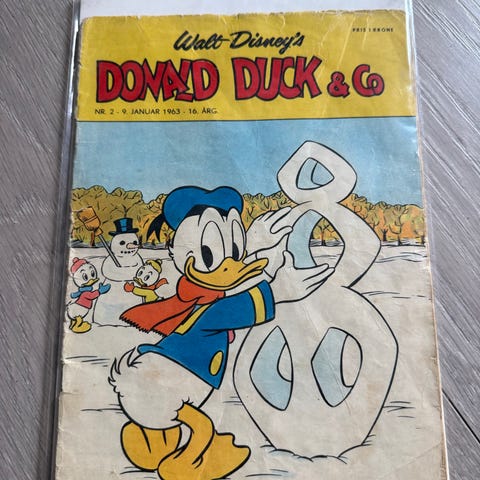 PRIS 1 KRONE
Walt Disney's
DONALD DUCK & Co
NR. 2 - 9. JANUAR 1963 - 16. ÅRG.